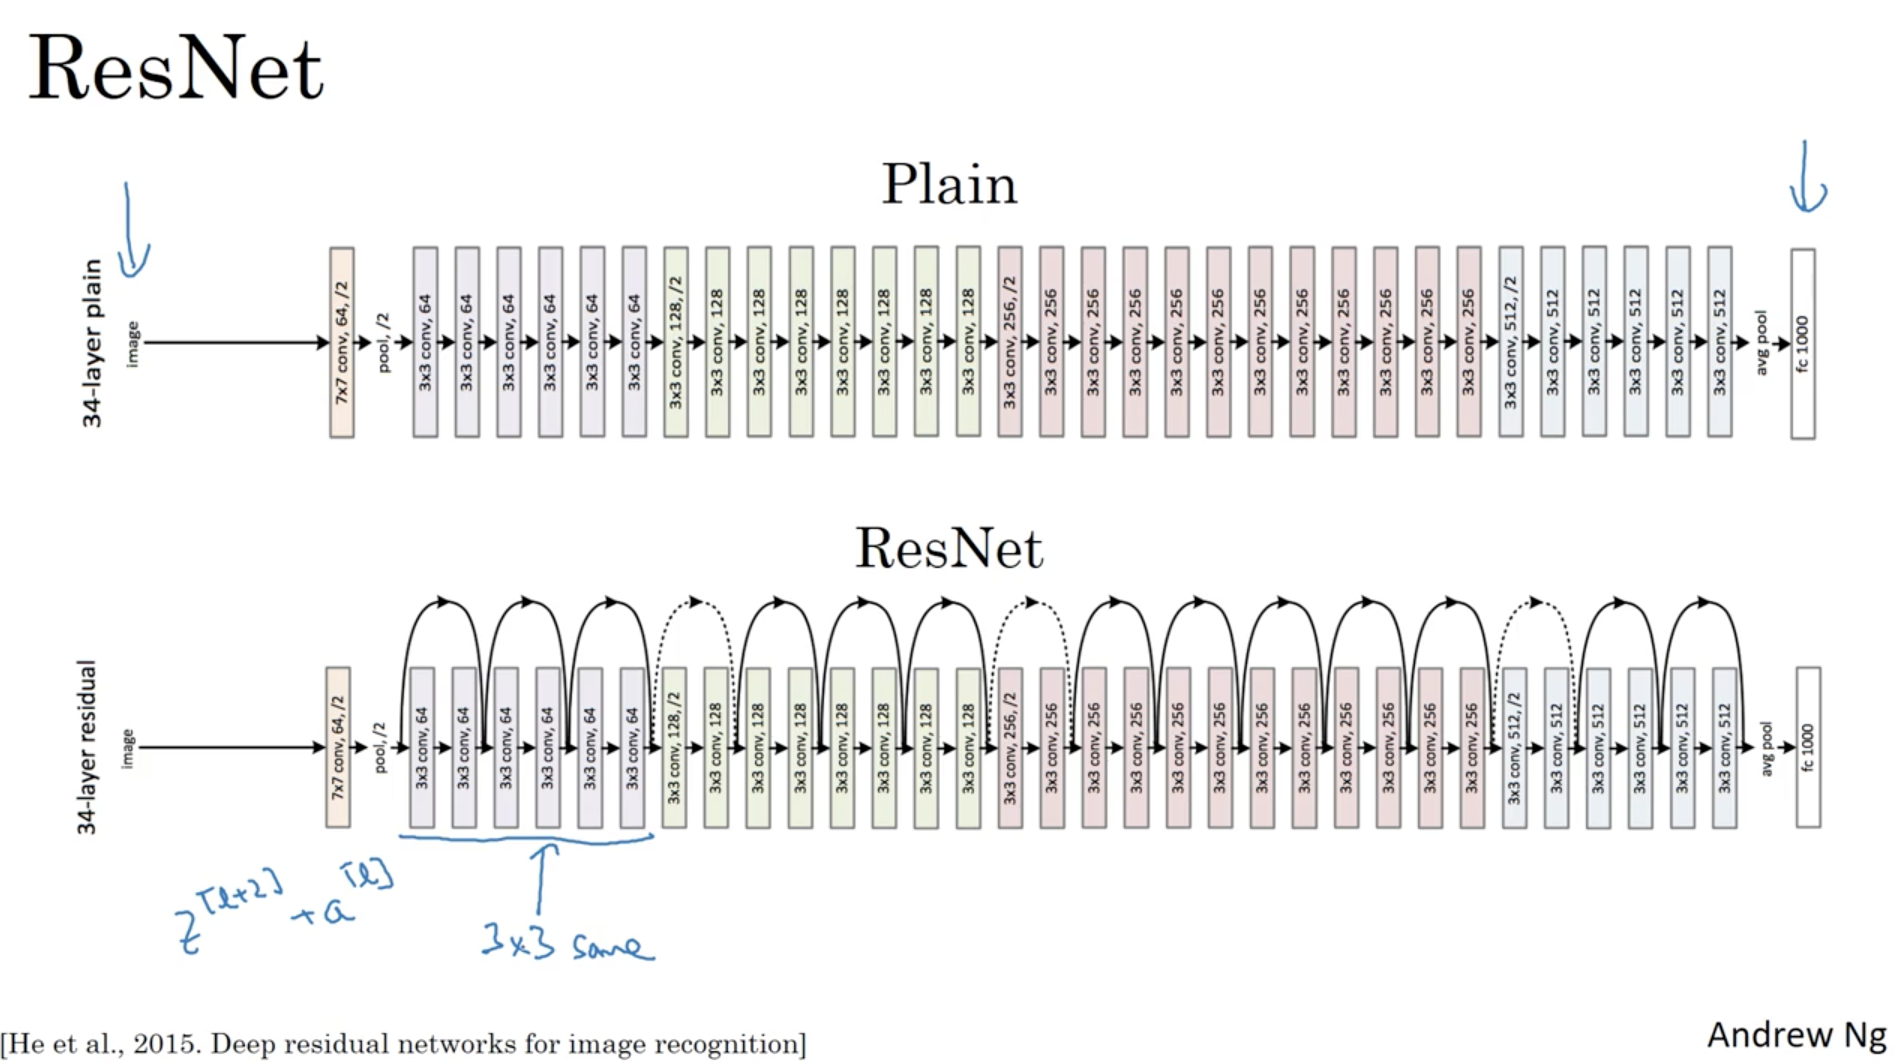 ResNet
Plain
34-layer plain
image
7x7 conv, 64, /2
pool, /2
3x3 conv, 64
3x3 conv, 64
3x3 conv, 64
3x3 conv, 64
3x3 conv, 64
3x3 conv, 64
3x3 conv, 128, /2
3x3 conv, 128
3x3 conv, 128
3x3 conv, 128
3x3 conv, 128
3x3 conv, 128
3x3 conv, 128
3x3 conv, 128
3x3 conv, 256, /2
3x3 conv, 256
3x3 conv, 256
3x3 conv, 256
3x3 conv, 256
3x3 conv, 256
3x3 conv, 256
3x3 conv, 256
3x3 conv, 256
3x3 conv, 256
3x3 conv, 256
3x3 conv, 256
3x3 conv, 512, /2
3x3 conv, 512
3x3 conv, 512
3x3 conv, 512
3x3 conv, 512
3x3 conv, 512
avg pool
fc 1000
ResNet
34-layer residual
image
7x7 conv, 64, /2
pool, /2
3x3 conv, 64
3x3 conv, 64
3x3 conv, 64
3x3 conv, 64
3x3 conv, 64
3x3 conv, 64
3x3 conv, 128, /2
3x3 conv, 128
3x3 conv, 128
3x3 conv, 128
3x3 conv, 128
3x3 conv, 128
3x3 conv, 128
3x3 conv, 128
3x3 conv, 256, /2
3x3 conv, 256
3x3 conv, 256
3x3 conv, 256
3x3 conv, 256
3x3 conv, 256
3x3 conv, 256
3x3 conv, 256
3x3 conv, 256
3x3 conv, 256
3x3 conv, 256
3x3 conv, 256
3x3 conv, 512, /2
3x3 conv, 512
3x3 conv, 512
3x3 conv, 512
3x3 conv, 512
3x3 conv, 512
avg pool
fc 1000
z[l+2] + a[l]
3x3 same
[He et al., 2015. Deep residual networks for image recognition]
Andrew Ng